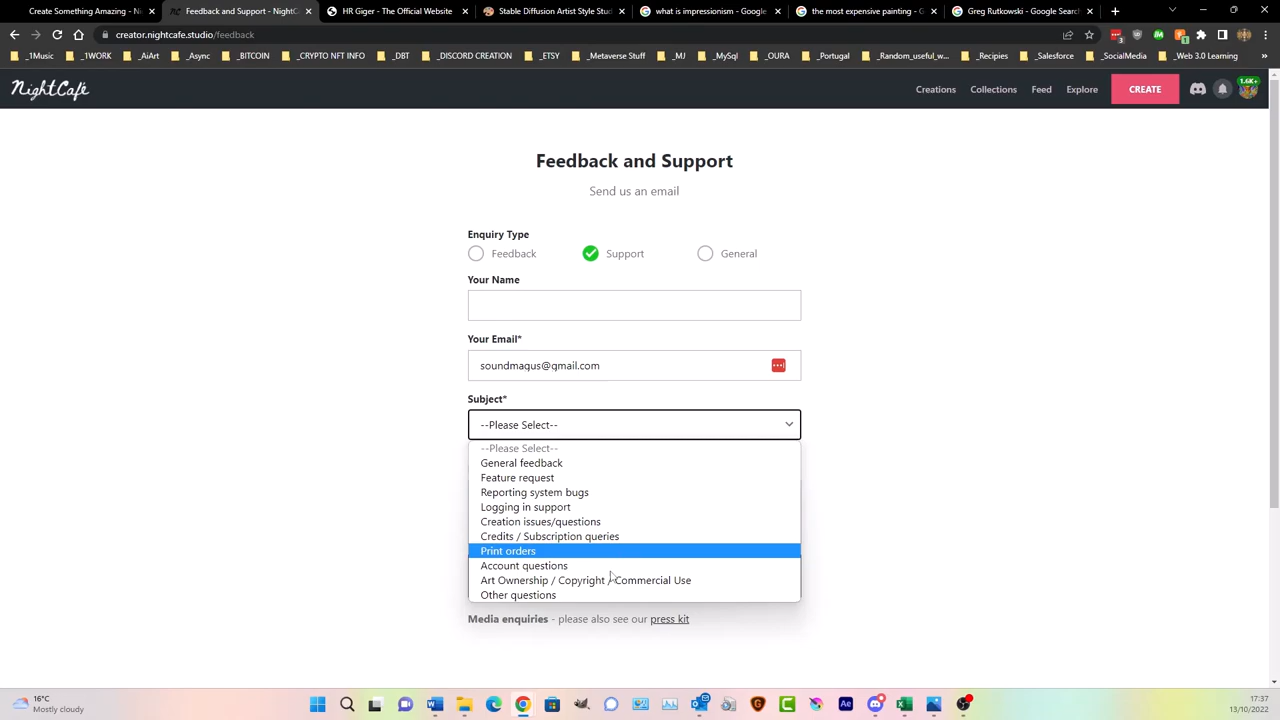 Create Something Amazing - Ni
Feedback and Support - NightC
HR Giger - The Official Website
Stable Diffusion Artist Style Stud
what is impressionism - Google
the most expensive painting - G
Greg Rutkowski - Google Search
creator.nightcafe.studio/feedback
3
1
_1Music
_1WORK
_Async
_BITCOIN
_CRYPTO NFT INFO
_DBT
_DISCORD CREATION
_ETSY
_Metaverse Stuff
_MJ
_MySql
_OURA
_Portugal
_Random_useful_w...
_Recipies
_Salesforce
_SocialMedia
_Web 3.0 Learning
»
NightCafe
Creations
Collections
Feed
Explore
CREATE
1.6K+
Feedback and Support
Send us an email
Enquiry Type
Feedback
Support
General
Your Name
Your Email*
soundmagus@gmail.com
Subject*
--Please Select--
--Please Select--
General feedback
Feature request
Reporting system bugs
Logging in support
Creation issues/questions
Credits / Subscription queries
Print orders
Account questions
Art Ownership / Copyright / Commercial Use
Other questions
Media enquiries - please also see our press kit
16°C
Mostly cloudy
17:37
13/10/2022